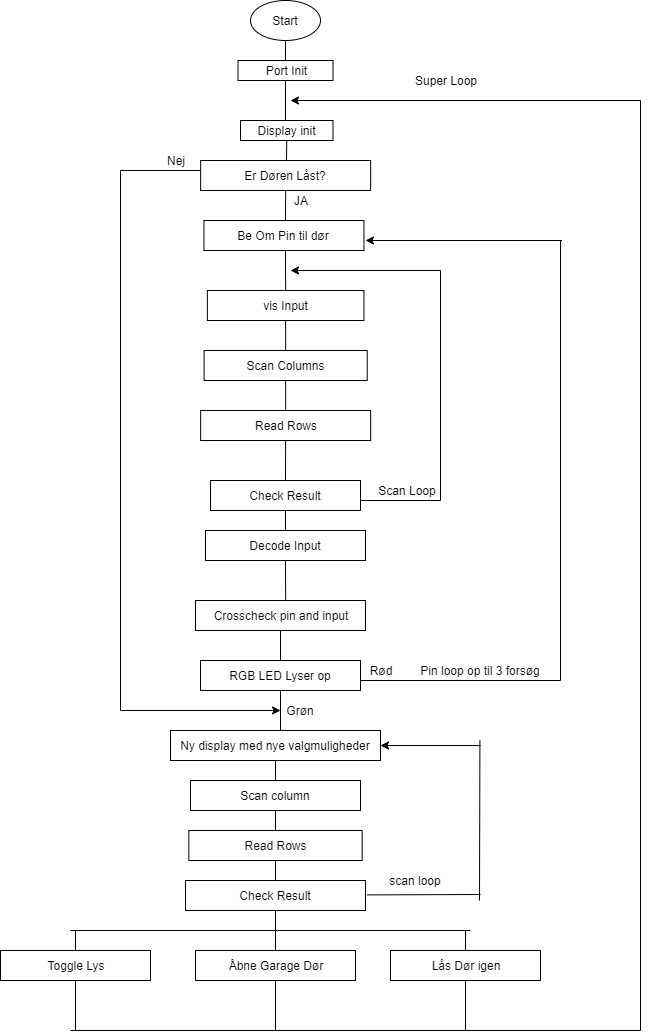 Start
Port Init
Super Loop
Display init
Nej
Er Døren Låst?
JA
Be Om Pin til dør
vis Input
Scan Columns
Read Rows
Check Result
Scan Loop
Decode Input
Crosscheck pin and input
RGB LED Lyser op
Rød
Pin loop op til 3 forsøg
Grøn
Ny display med nye valgmuligheder
Scan column
Read Rows
scan loop
Check Result
Toggle Lys
Åbne Garage Dør
Lås Dør igen